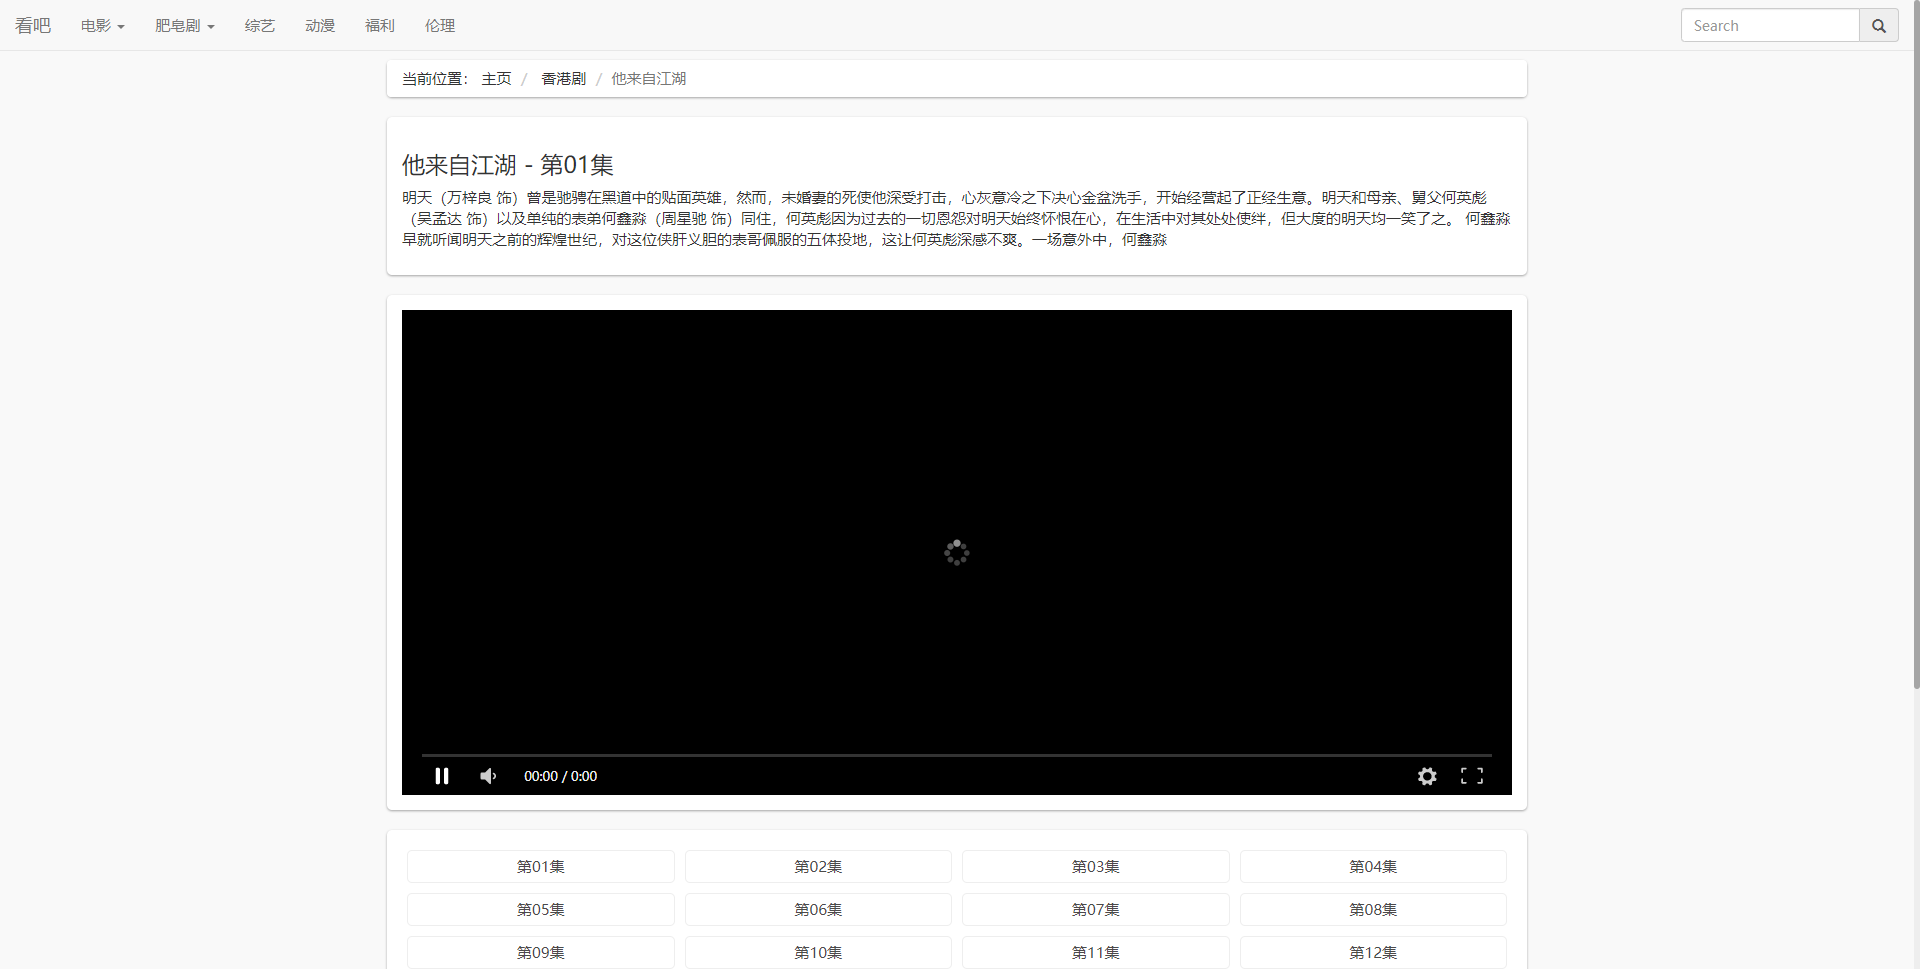 看吧 电影 肥皂剧 综艺 动漫 福利 伦理 Search
当前位置： 主页 / 香港剧 / 他来自江湖
他来自江湖 - 第01集
明天（万梓良 饰）曾是驰骋在黑道中的贴面英雄，然而，未婚妻的死使他深受打击，心灰意冷之下决心金盆洗手，开始经营起了正经生意。明天和母亲、舅父何英彪
（吴孟达 饰）以及单纯的表弟何鑫淼（周星驰 饰）同住，何英彪因为过去的一切恩怨对明天始终怀恨在心，在生活中对其处处使绊，但大度的明天均一笑了之。 何鑫淼
早就听闻明天之前的辉煌世纪，对这位侠肝义胆的表哥佩服的五体投地，这让何英彪深感不爽。一场意外中，何鑫淼
00:00 / 0:00
第01集 第02集 第03集 第04集
第05集 第06集 第07集 第08集
第09集 第10集 第11集 第12集